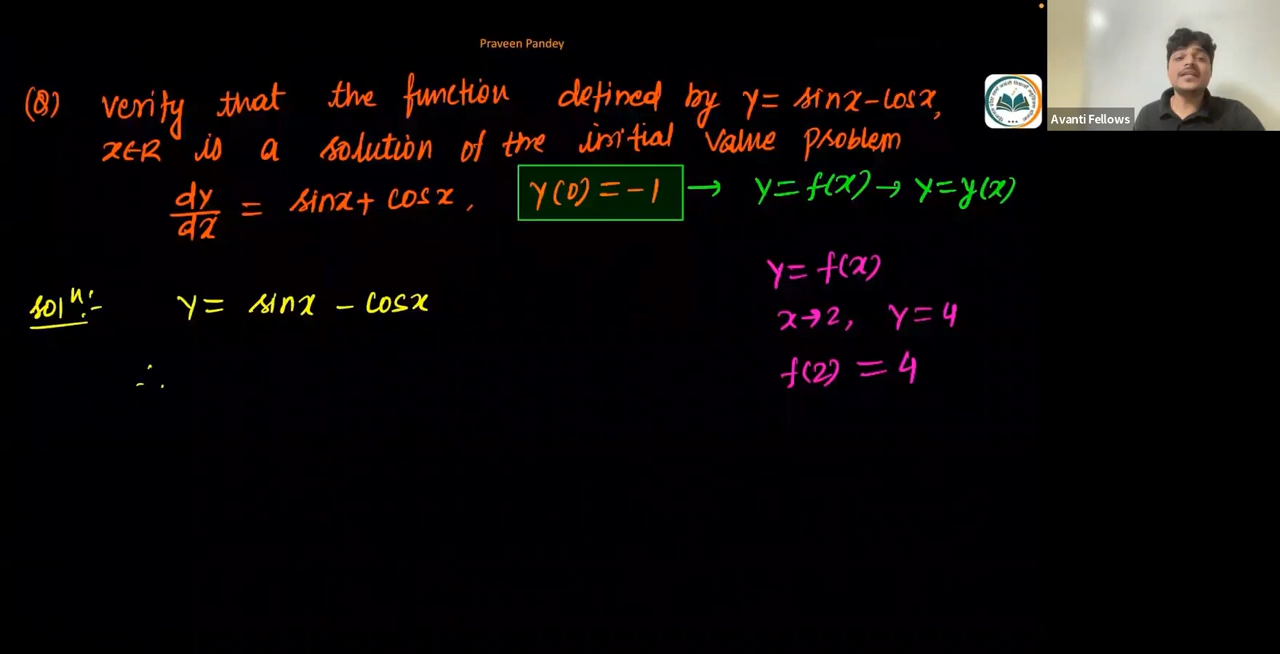 Praveen Pandey
(Q) verify that the function defined by y = sinx - cosx,
x∈R is a solution of the initial value problem
dy/dx = sinx + cosx, y(0) = -1 → y = f(x) → y = y(x)
Avanti Fellows
y = f(x)
soln:- y = sinx - cosx
x→2, y = 4
f(2) = 4
∴